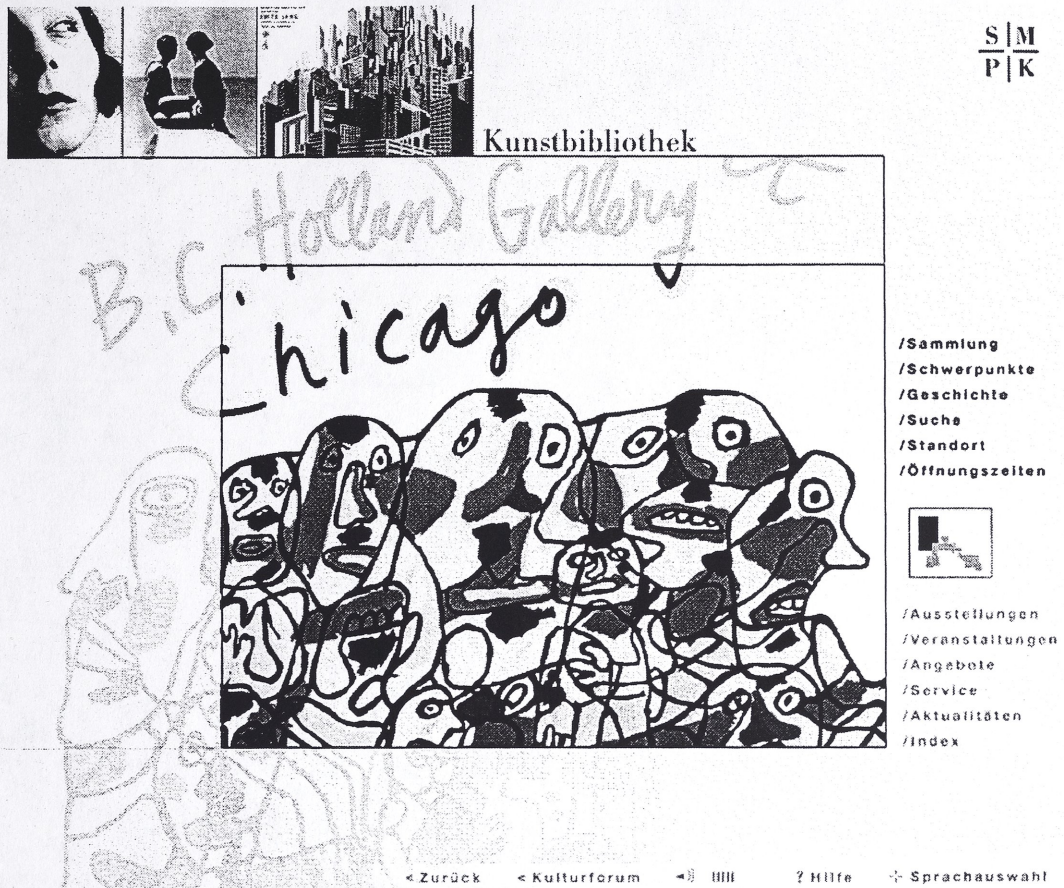 S M
P K
Kunstbibliothek
B.C Holland Gallery
Chicago
/Sammlung
/Schwerpunkte
/Geschichte
/Suche
/Standort
/Öffnungszeiten
/Ausstellungen
/Veranstaltungen
/Angebote
/Service
/Aktualitäten
/Index
< Zurück < Kulturforum ? Hilfe Sprachauswahl